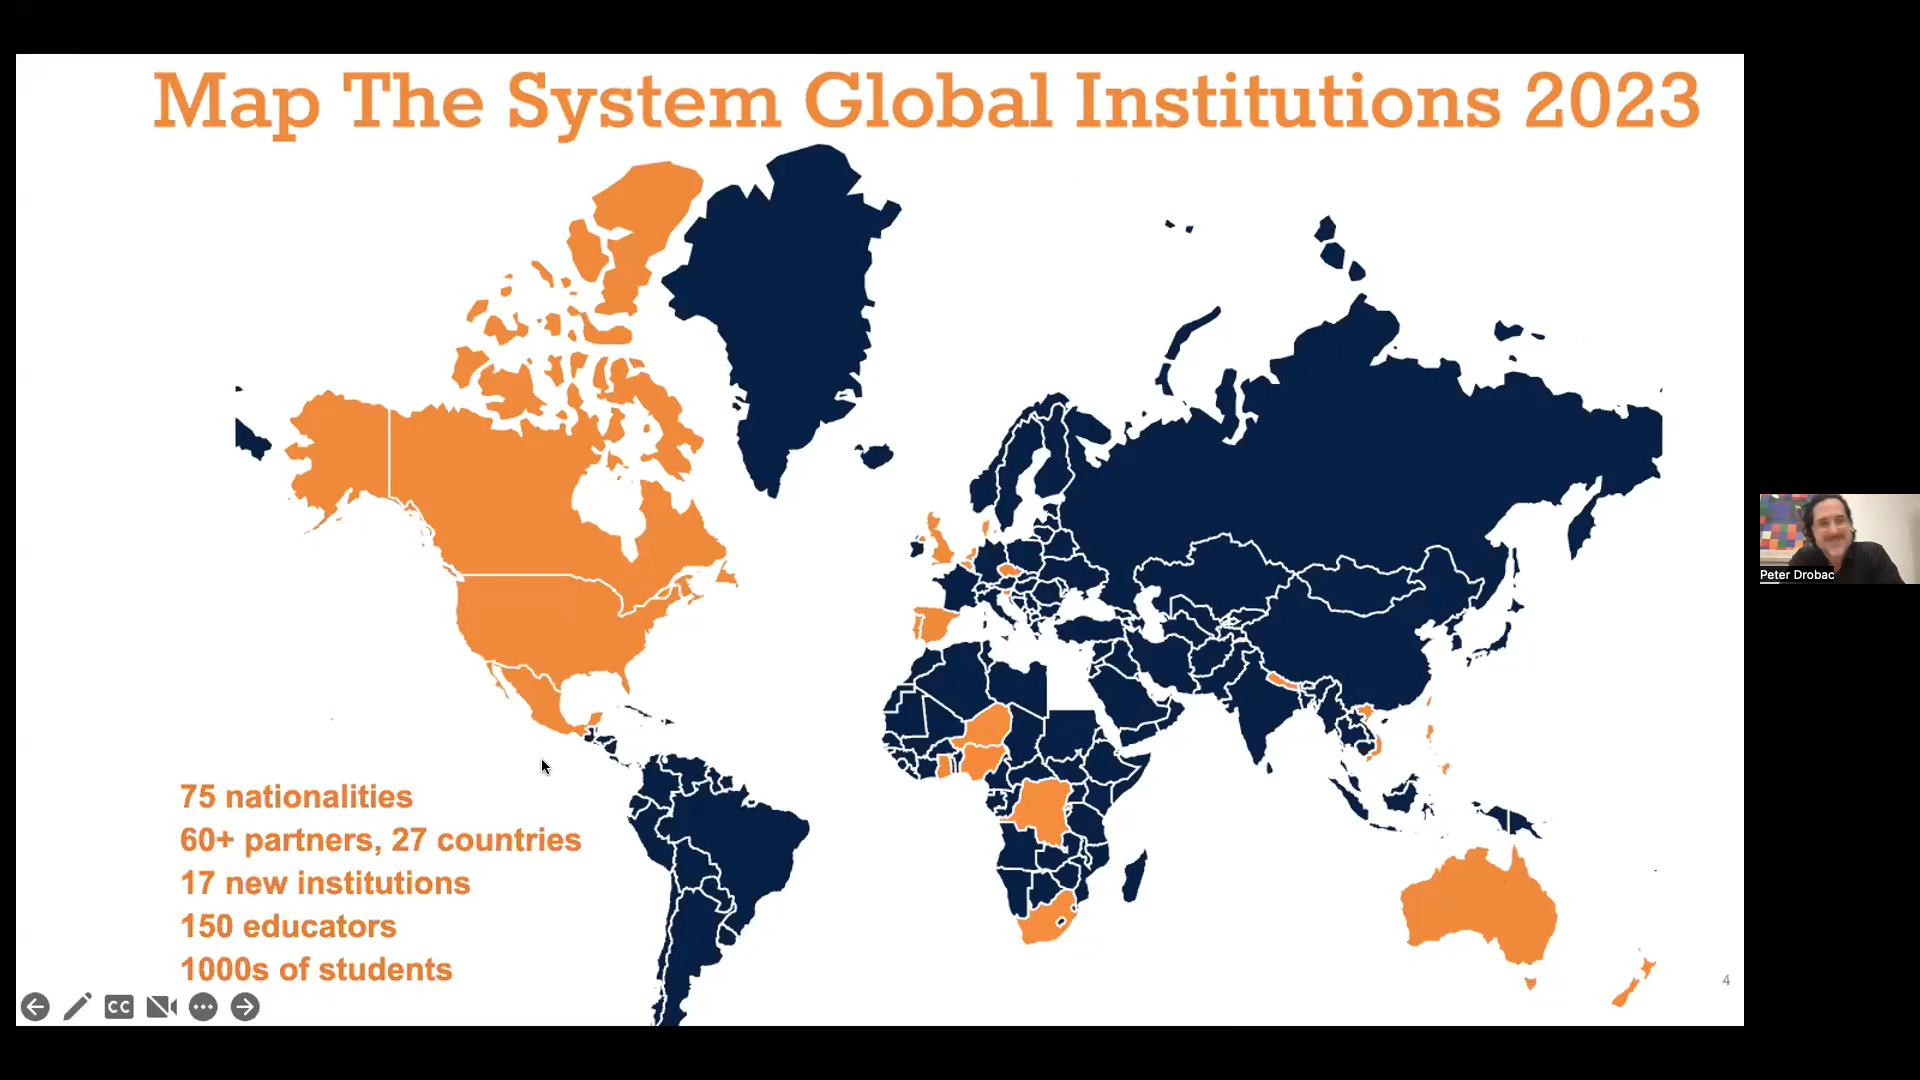 Map The System Global Institutions 2023
75 nationalities
60+ partners, 27 countries
17 new institutions
150 educators
1000s of students
CC
4
Peter Drobac